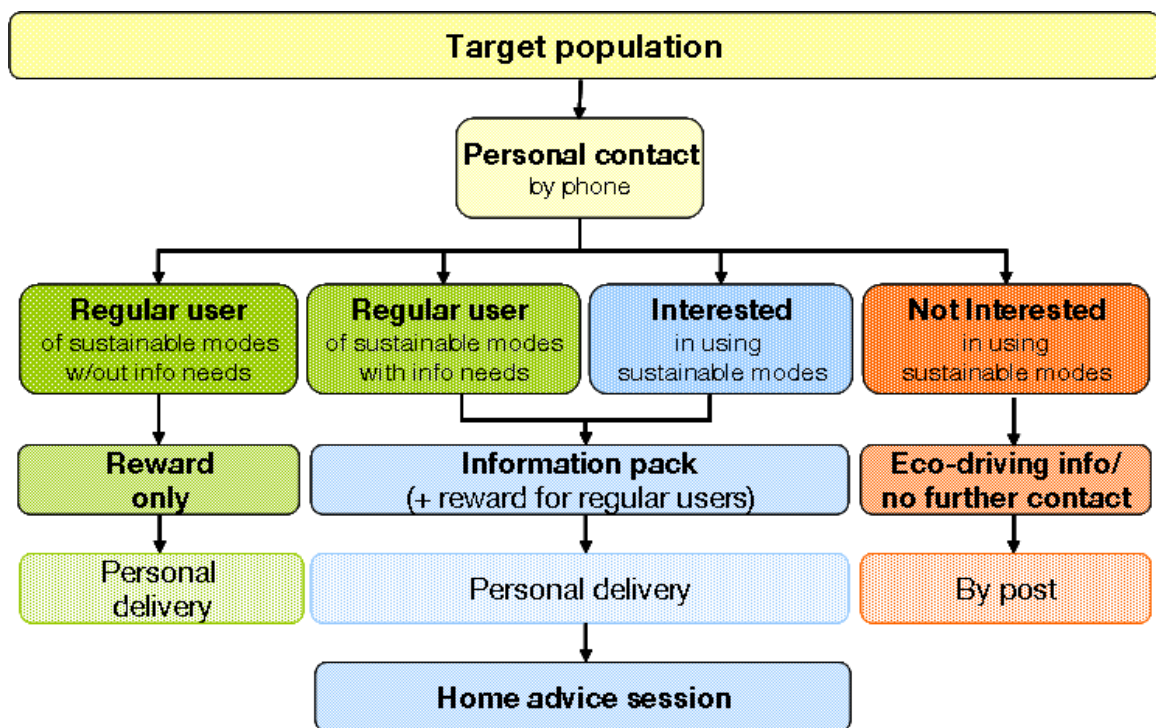 Target population
Personal contact
by phone
Regular user
of sustainable modes
w/out info needs
Regular user
of sustainable modes
with info needs
Interested
in using
sustainable modes
Not Interested
in using
sustainable modes
Reward
only
Information pack
(+ reward for regular users)
Eco-driving info/
no further contact
Personal
delivery
Personal delivery
By post
Home advice session